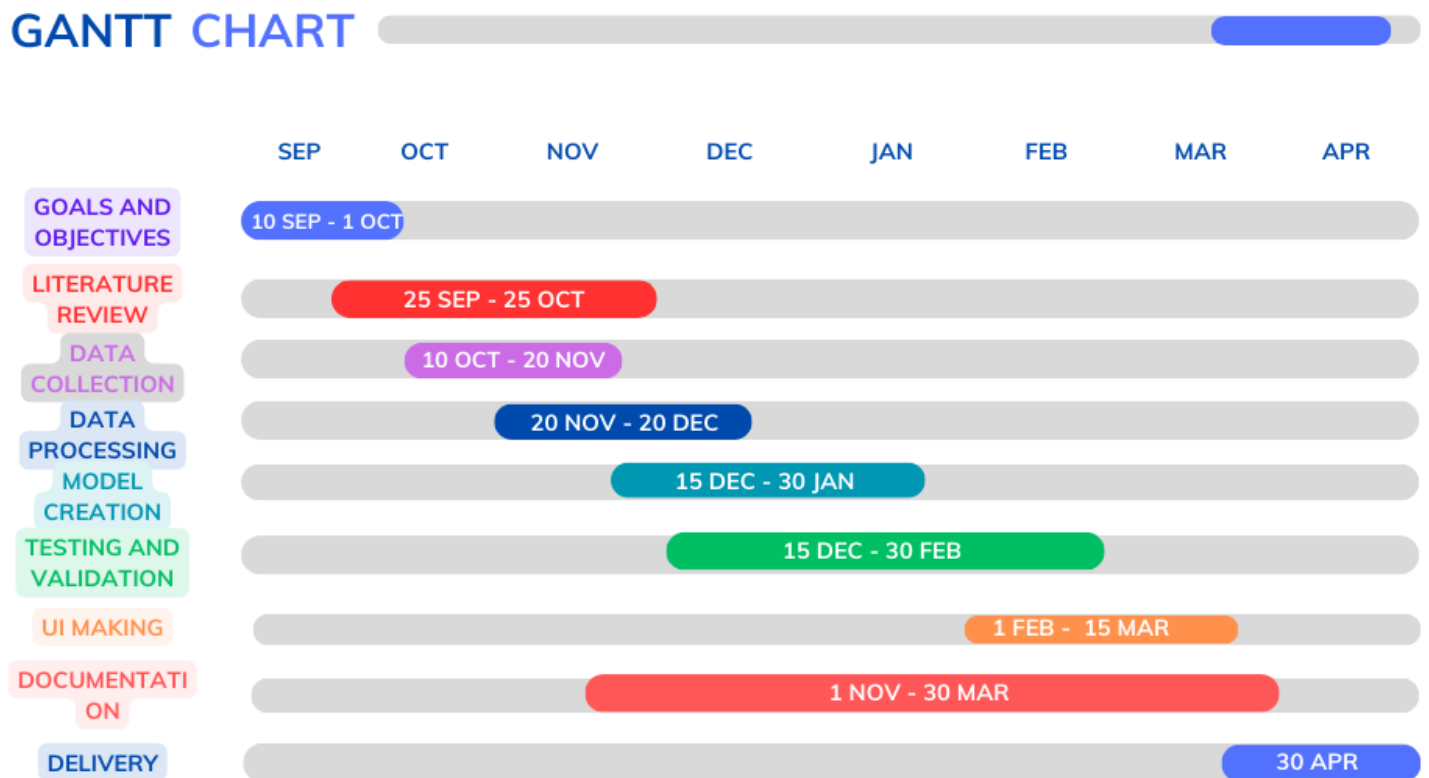 GANTT CHART
SEP OCT NOV DEC JAN FEB MAR APR
GOALS AND
OBJECTIVES
10 SEP - 1 OCT
LITERATURE
REVIEW
25 SEP - 25 OCT
DATA
COLLECTION
10 OCT - 20 NOV
DATA
PROCESSING
20 NOV - 20 DEC
MODEL
CREATION
15 DEC - 30 JAN
TESTING AND
VALIDATION
15 DEC - 30 FEB
UI MAKING
1 FEB - 15 MAR
DOCUMENTATI
ON
1 NOV - 30 MAR
DELIVERY
30 APR